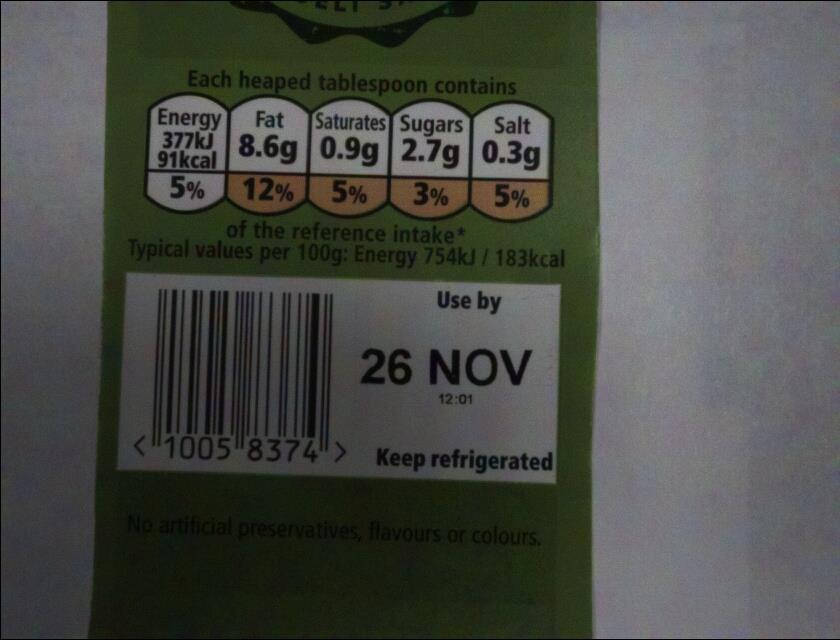 Each heaped tablespoon contains
Energy 377kJ 91kcal 5%
Fat 8.6g 12%
Saturates 0.9g 5%
Sugars 2.7g 3%
Salt 0.3g 5%
of the reference intake*
Typical values per 100g: Energy 754kJ / 183kcal
Use by
26 NOV
12:01
<"1005"8374">
Keep refrigerated
No artificial preservatives, flavours or colours.